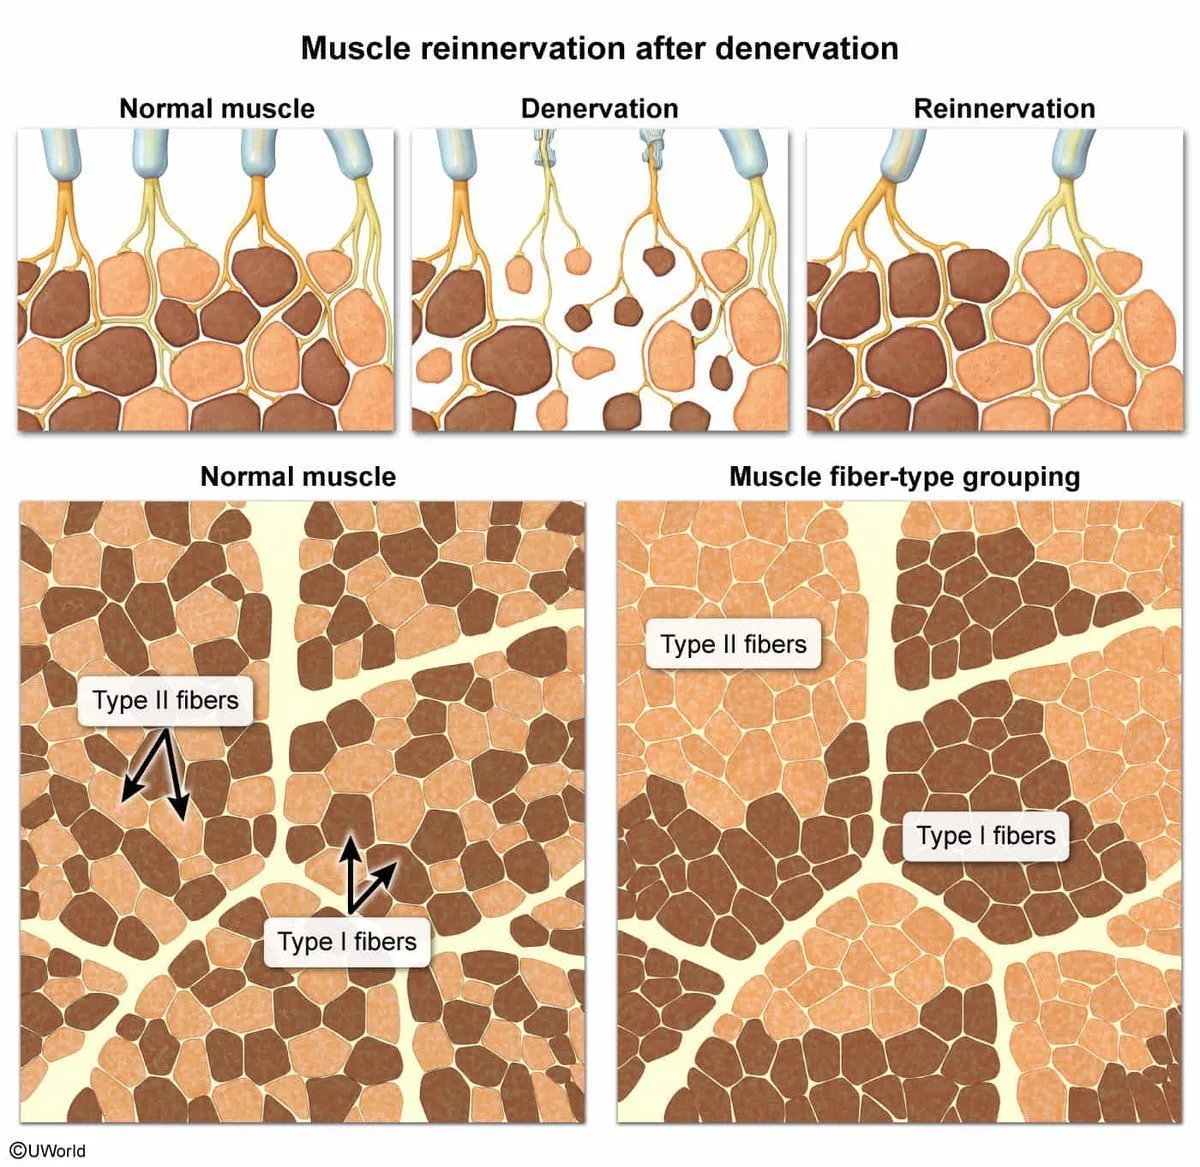 Muscle reinnervation after denervation
Normal muscle
Denervation
Reinnervation
Normal muscle
Muscle fiber-type grouping
Type II fibers
Type I fibers
Type II fibers
Type I fibers
©UWorld